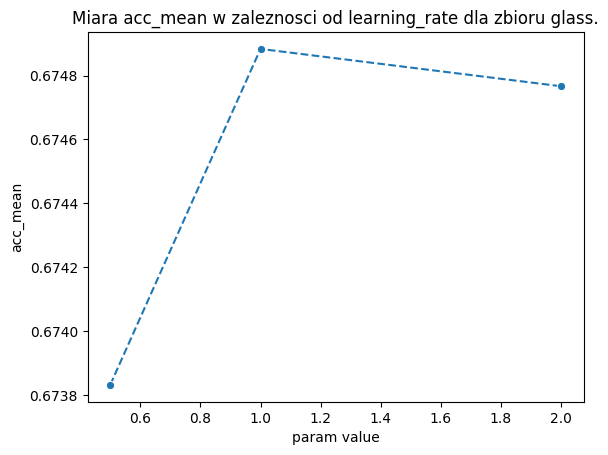 Miara acc_mean w zaleznosci od learning_rate dla zbioru glass.
acc_mean
0.6748
0.6746
0.6744
0.6742
0.6740
0.6738
0.6 0.8 1.0 1.2 1.4 1.6 1.8 2.0
param value